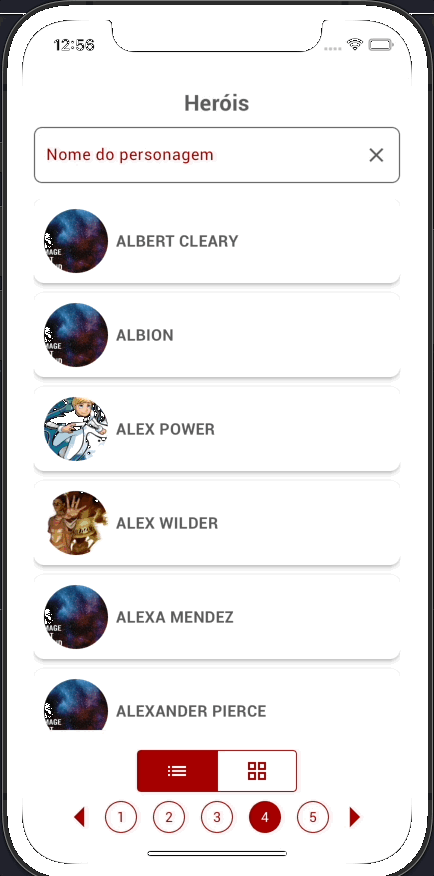 12:56
Heróis
Nome do personagem
ALBERT CLEARY
ALBION
ALEX POWER
ALEX WILDER
ALEXA MENDEZ
ALEXANDER PIERCE
1 2 3 4 5